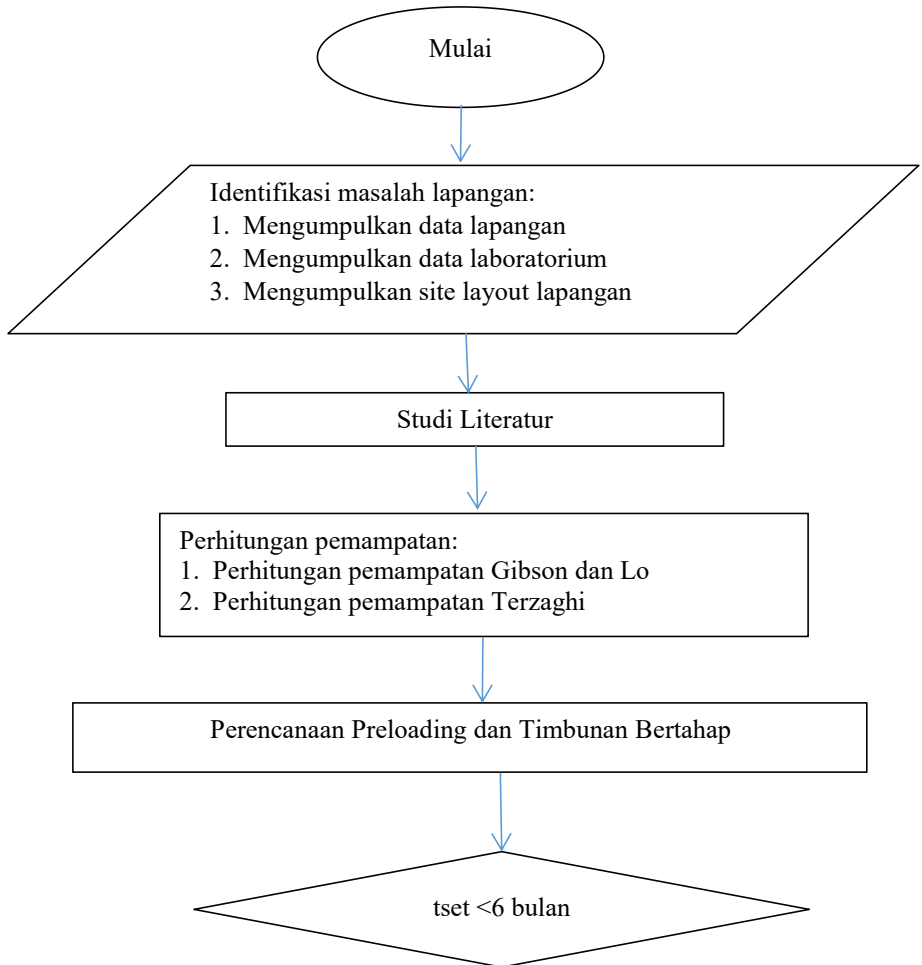 Mulai
Identifikasi masalah lapangan:
1. Mengumpulkan data lapangan
2. Mengumpulkan data laboratorium
3. Mengumpulkan site layout lapangan
Studi Literatur
Perhitungan pemampatan:
1. Perhitungan pemampatan Gibson dan Lo
2. Perhitungan pemampatan Terzaghi
Perencanaan Preloading dan Timbunan Bertahap
tset <6 bulan